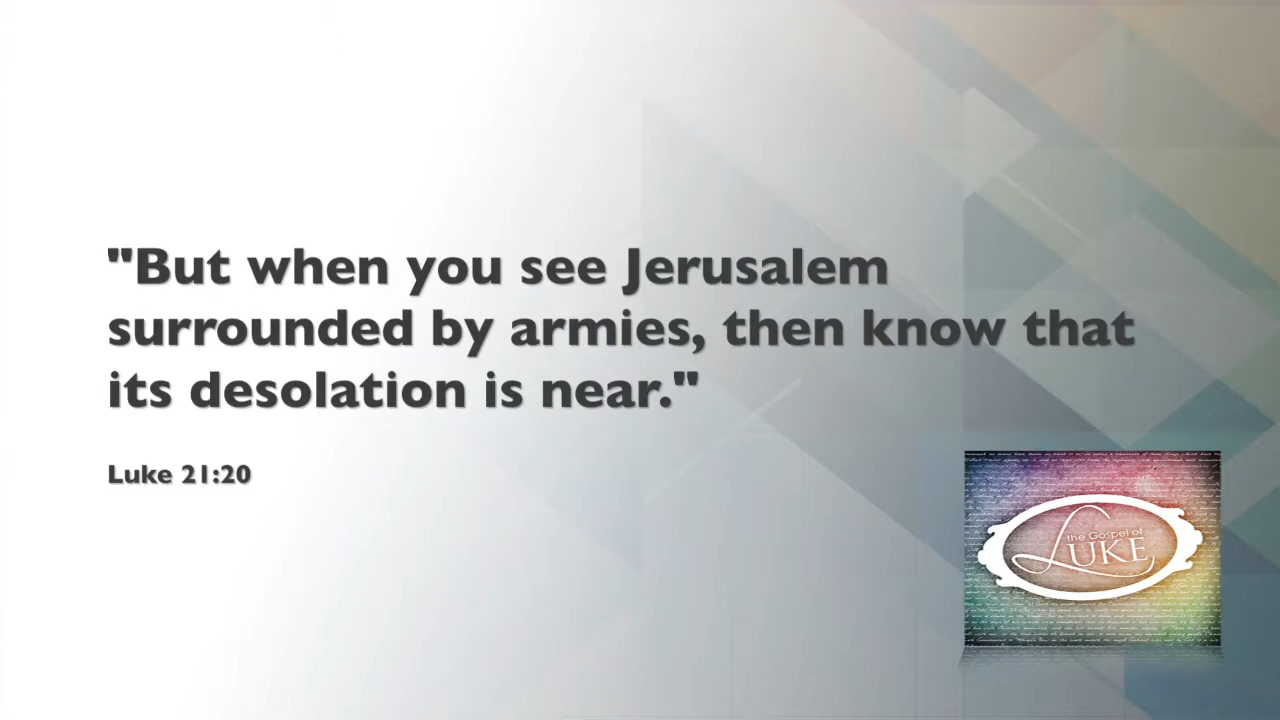 "But when you see Jerusalem
surrounded by armies, then know that
its desolation is near."
Luke 21:20
the Gospel of
LUKE